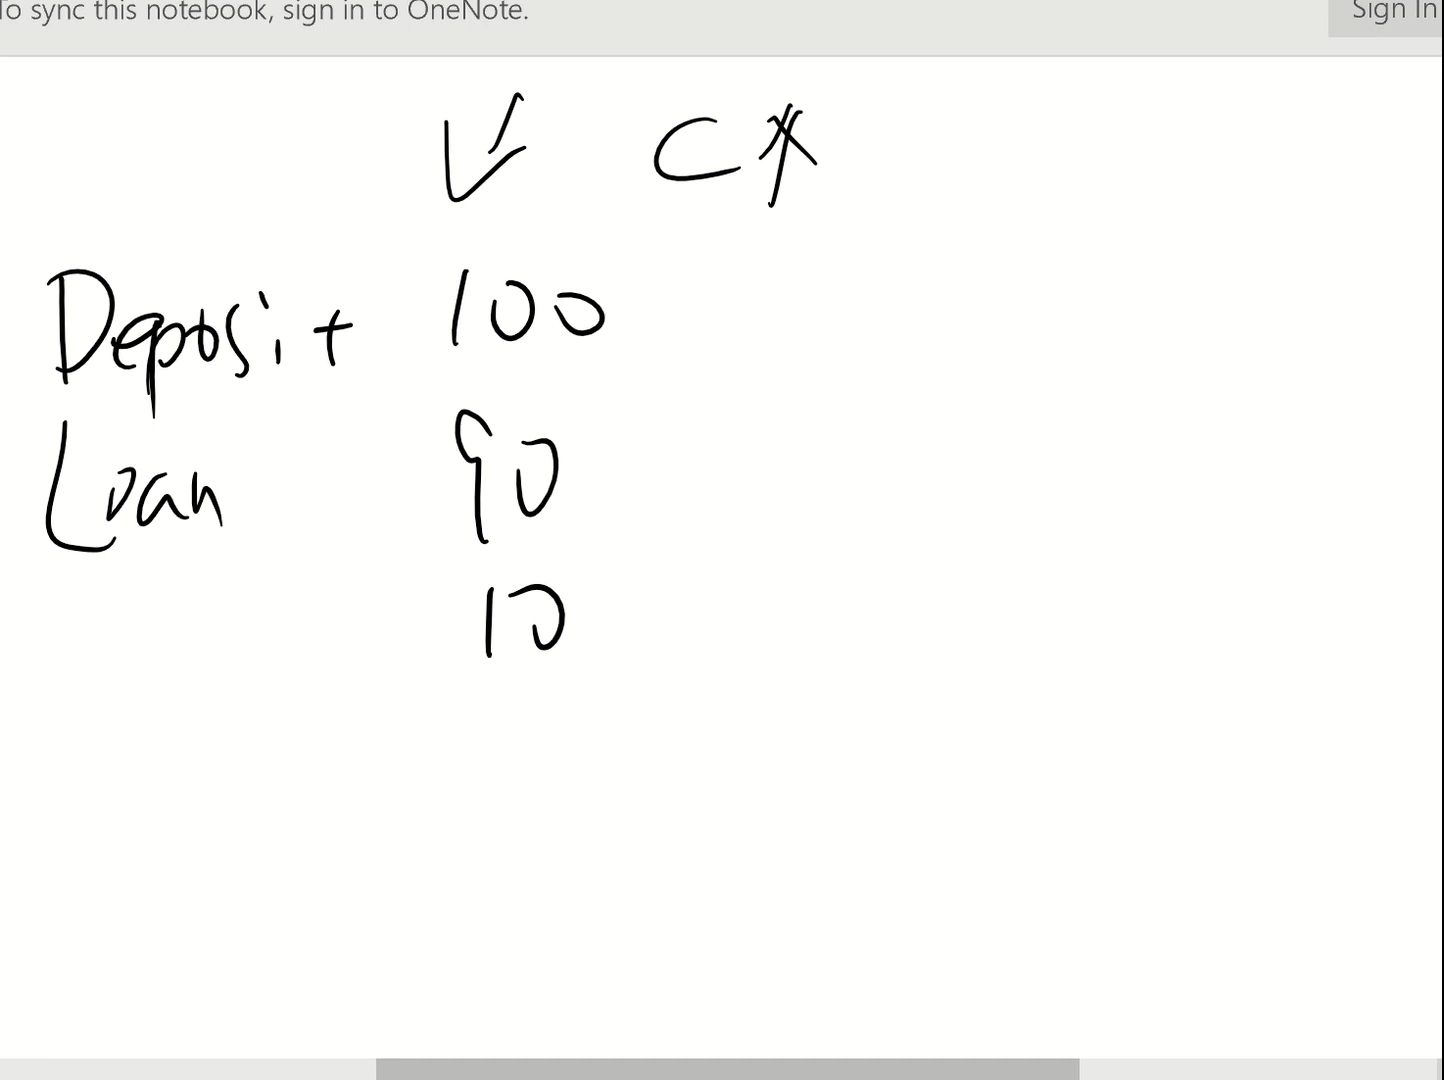 To sync this notebook, sign in to OneNote. Sign In
Deposit 100
Loan 90
10